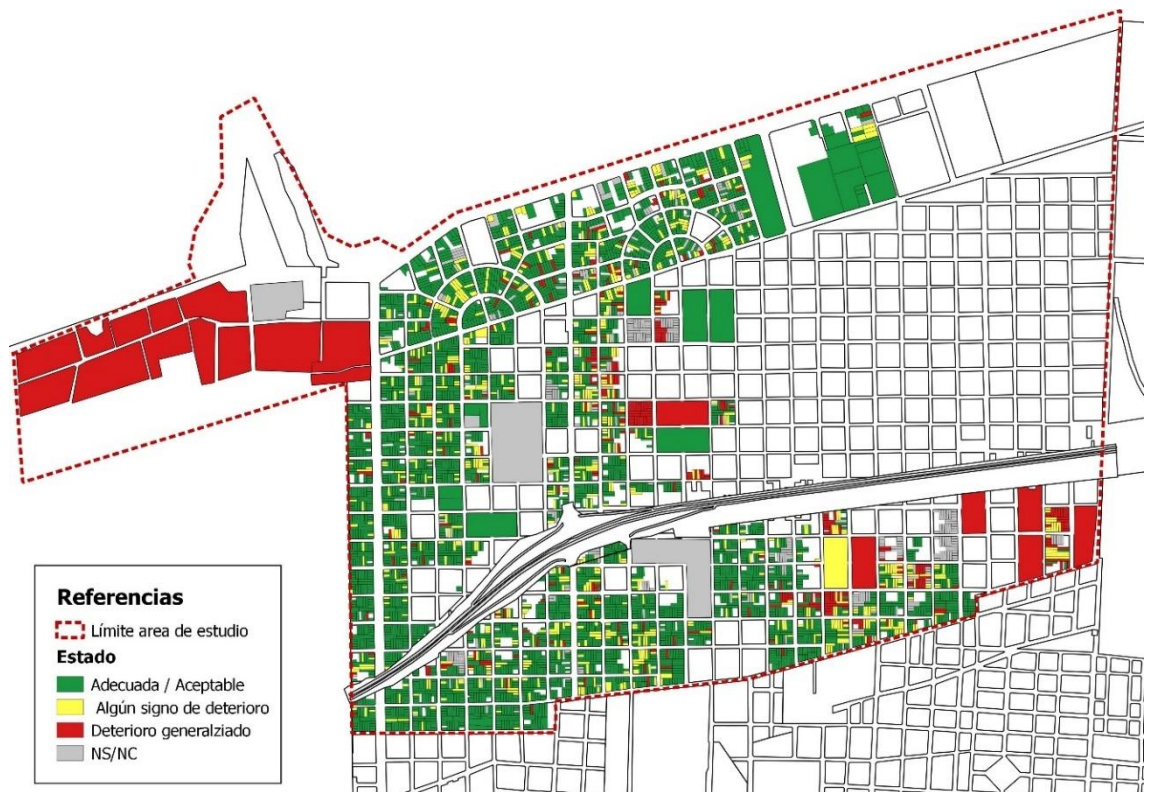 Referencias
Límite area de estudio
Estado
Adecuada / Aceptable
Algún signo de deterioro
Deterioro generalziado
NS/NC